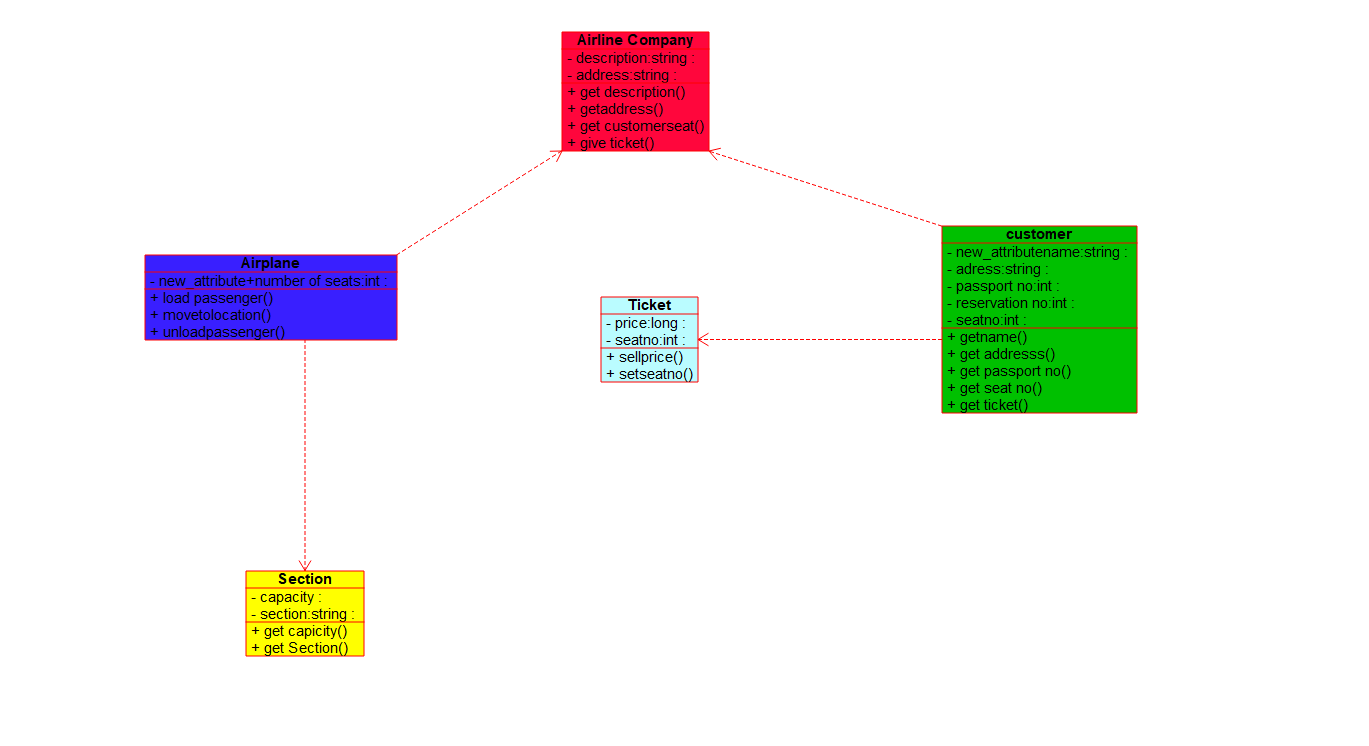 Airline Company
- description:string :
- address:string :
+ get description()
+ getaddress()
+ get customerseat()
+ give ticket()
customer
- new_attributename:string :
- adress:string :
- passport no:int :
- reservation no:int :
- seatno:int :
+ getname()
+ get addresss()
+ get passport no()
+ get seat no()
+ get ticket()
Airplane
- new_attribute+number of seats:int :
+ load passenger()
+ movetolocation()
+ unloadpassenger()
Ticket
- price:long :
- seatno:int :
+ sellprice()
+ setseatno()
Section
- capacity :
- section:string :
+ get capicity()
+ get Section()